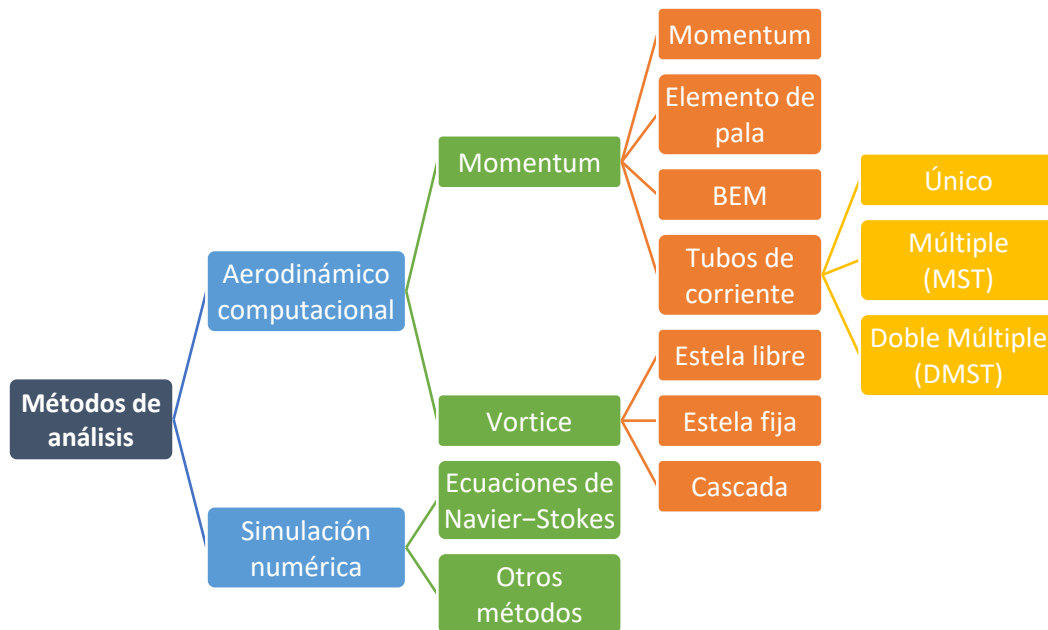 Métodos de
análisis
Aerodinámico
computacional
Simulación
numérica
Momentum
Vortice
Ecuaciones de
Navier−Stokes
Otros
métodos
Momentum
Elemento de
pala
BEM
Tubos de
corriente
Estela libre
Estela fija
Cascada
Único
Múltiple
(MST)
Doble Múltiple
(DMST)